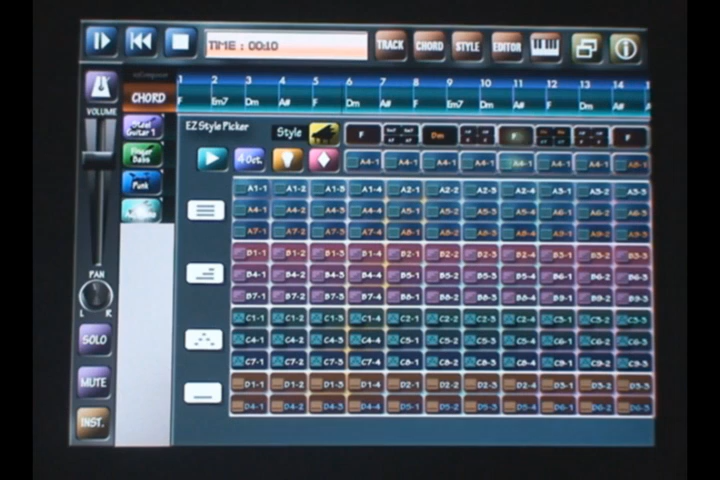 TIME : 00:10
TRACK CHORD STYLE EDITOR
1 2 3 4 5 6 7 8 9 10 11 12 13 14
CHORD
F Em7 Dm A# F Dm A# F Em7 Dm A# F Dm A#
VOLUME
Steel Guitar 1
Finger Bass
Punk
EZ Style Picker
Style
F Dm F F
4 Oct.
A4-1 A4-1 A4-1 A4-1 A4-1 A4-1 A4-1
A1-1 A1-2 A1-3 A1-4 A2-1 A2-2 A2-3 A2-4 A3-1 A3-2 A3-3
A4-1 A4-2 A4-3 A4-4 A5-1 A5-2 A5-3 A5-4 A6-1 A6-2 A6-3
A7-1 A7-2 A7-3 A7-4 A8-1 A8-2 A8-3 A8-4 A9-1 A9-2 A9-3
B1-1 B1-2 B1-3 B1-4 B2-1 B2-2 B2-3 B2-4 B3-1 B3-2 B3-3
B4-1 B4-2 B4-3 B4-4 B5-1 B5-2 B5-3 B5-4 B6-1 B6-2 B6-3
B7-1 B7-2 B7-3 B7-4 B8-1 B8-2 B8-3 B8-4 B9-1 B9-2 B9-3
C1-1 C1-2 C1-3 C1-4 C2-1 C2-2 C2-3 C2-4 C3-1 C3-2 C3-3
C4-1 C4-2 C4-3 C4-4 C5-1 C5-2 C5-3 C5-4 C6-1 C6-2 C6-3
C7-1 C7-2 C7-3 C7-4 C8-1 C8-2 C8-3 C8-4 C9-1 C9-2 C9-3
D1-1 D1-2 D1-3 D1-4 D2-1 D2-2 D2-3 D2-4 D3-1 D3-2 D3-3
D4-1 D4-2 D4-3 D4-4 D5-1 D5-2 D5-3 D5-4 D6-1 D6-2 D6-3
PAN
L R
SOLO
MUTE
INST.